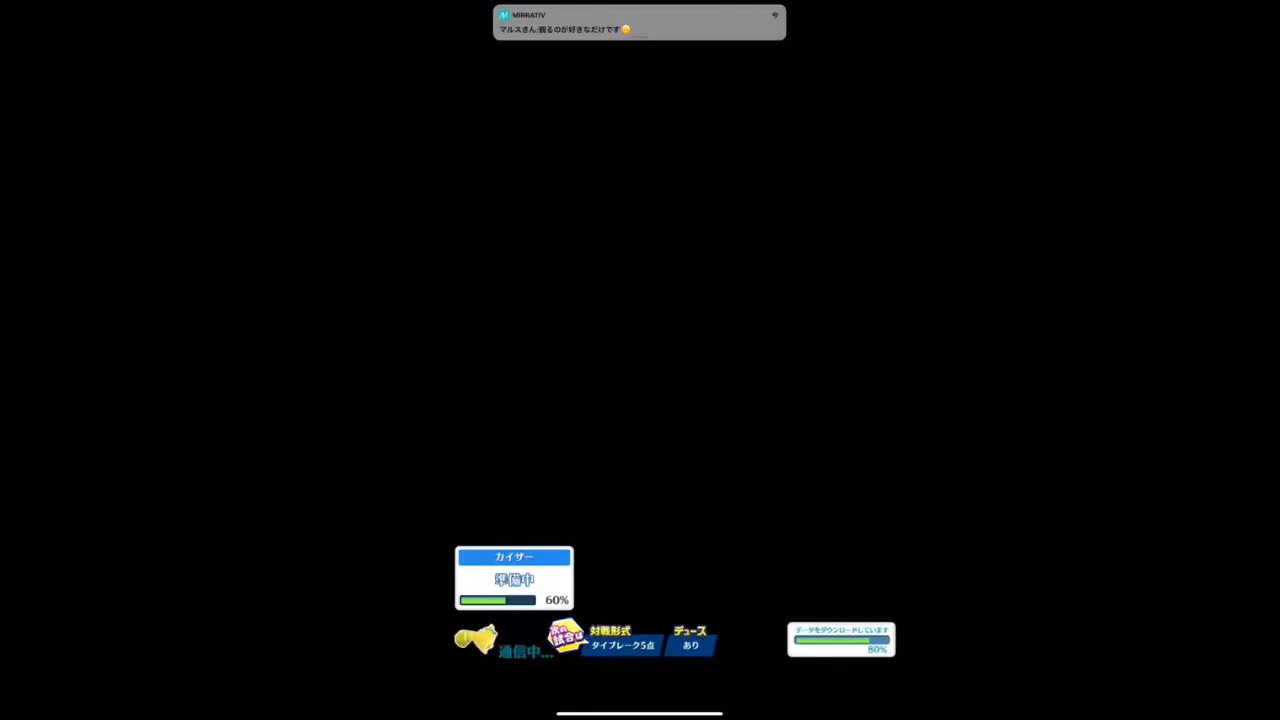 MIRRATIV
今
マルスさん:観るのが好きなだけです😊
カイザー
準備中
60%
通信中...
次の試合は
対戦形式
タイブレーク5点
デュース
あり
データをダウンロードしています
80%